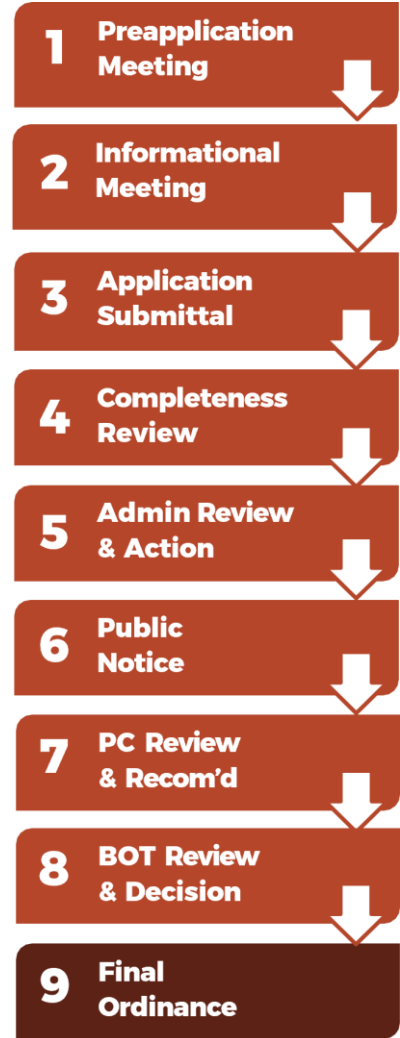 1
Preapplication
Meeting
2
Informational
Meeting
3
Application
Submittal
4
Completeness
Review
5
Admin Review
& Action
6
Public
Notice
7
PC Review
& Recom’d
8
BOT Review
& Decision
9
Final
Ordinance